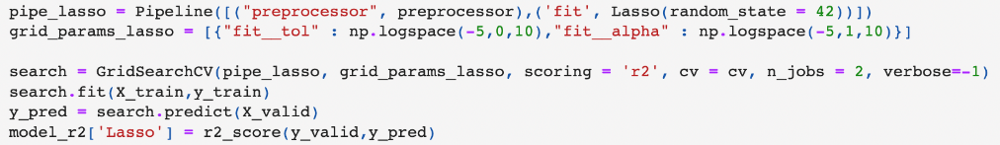 pipe_lasso = Pipeline([("preprocessor", preprocessor),('fit', Lasso(random_state = 42))])
grid_params_lasso = [{"fit__tol" : np.logspace(-5,0,10),"fit__alpha" : np.logspace(-5,1,10)}]
search = GridSearchCV(pipe_lasso, grid_params_lasso, scoring = 'r2', cv = cv, n_jobs = 2, verbose=-1)
search.fit(X_train,y_train)
y_pred = search.predict(X_valid)
model_r2['Lasso'] = r2_score(y_valid,y_pred)